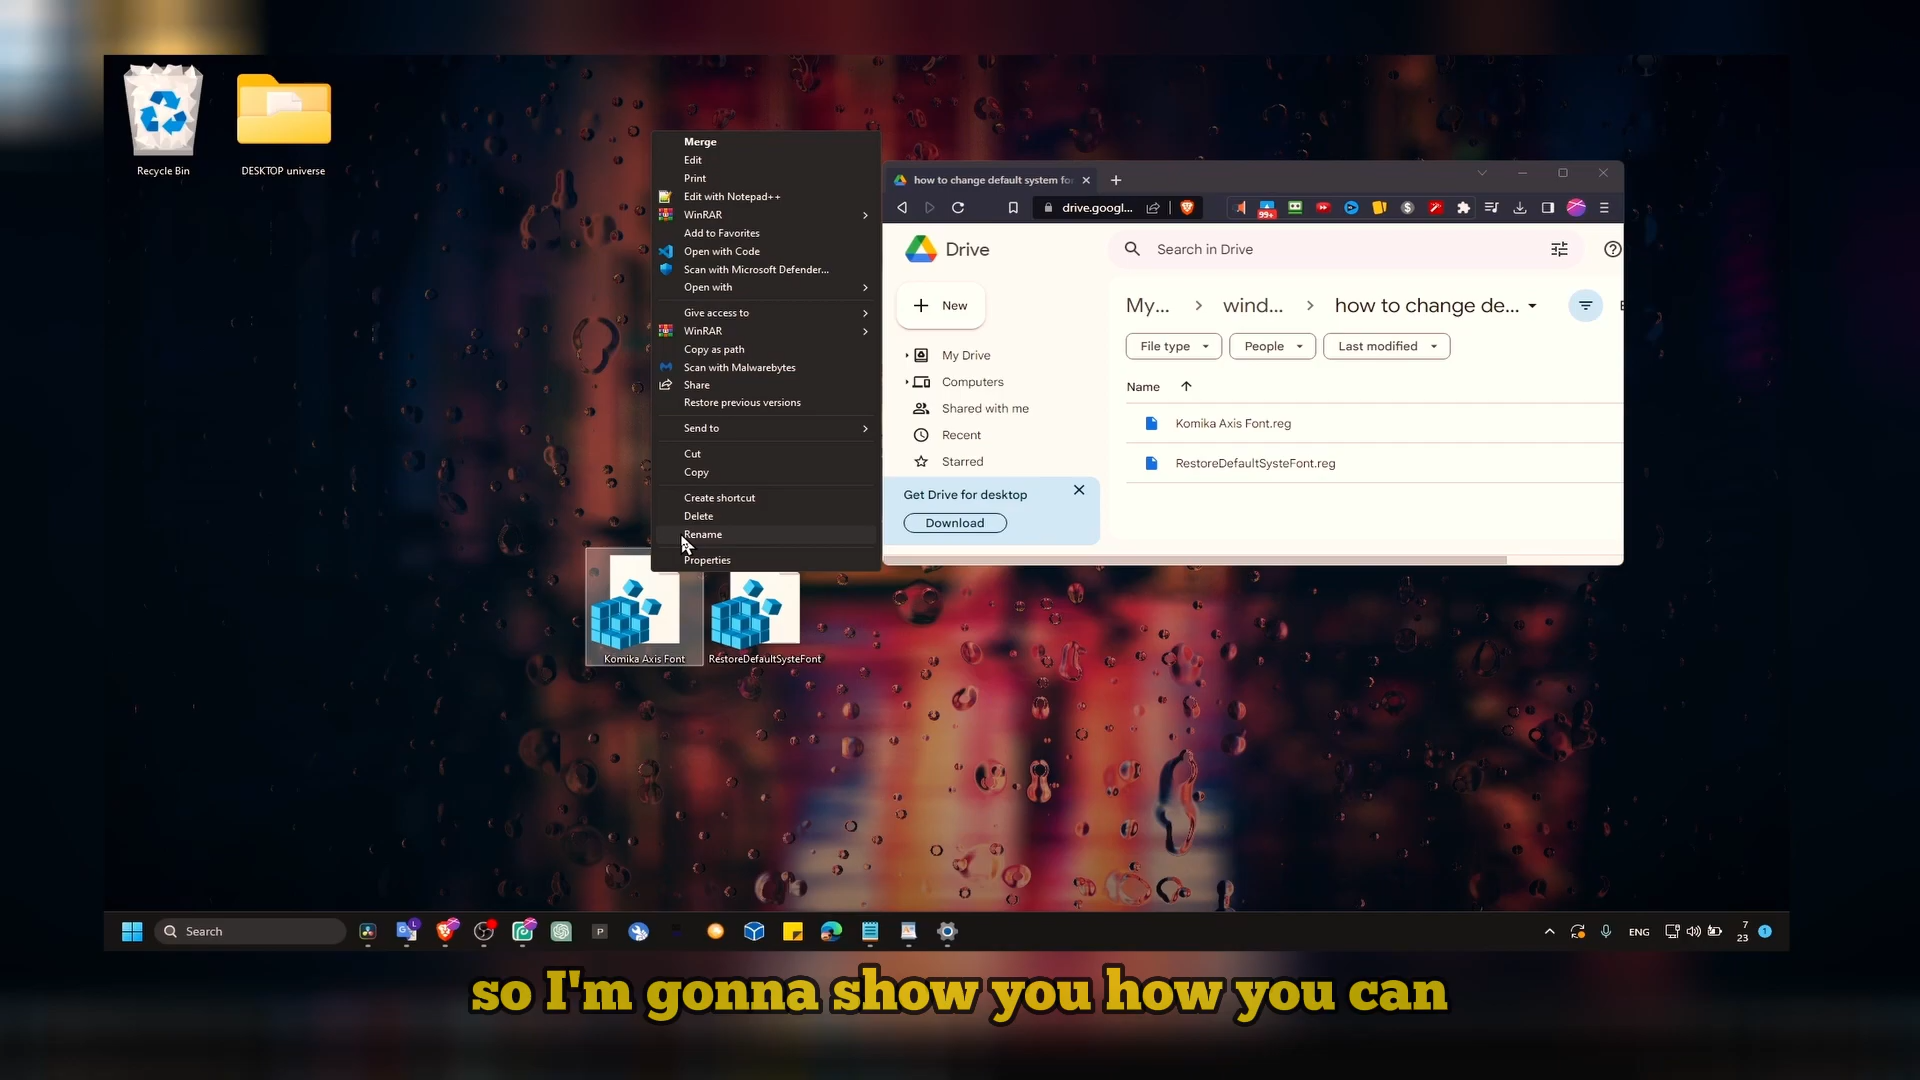 Recycle Bin
DESKTOP universe
Merge
Edit
Print
Edit with Notepad++
WinRAR
Add to Favorites
Open with Code
Scan with Microsoft Defender...
Open with
Give access to
WinRAR
Copy as path
Scan with Malwarebytes
Share
Restore previous versions
Send to
Cut
Copy
Create shortcut
Delete
Rename
Properties
Komika Axis Font
RestoreDefaultSysteFont
how to change default system fo
drive.googl...
99+
Drive
Search in Drive
New
My Drive
Computers
Shared with me
Recent
Starred
Get Drive for desktop
Download
My... > wind... > how to change de...
File type
People
Last modified
Name
Komika Axis Font.reg
RestoreDefaultSysteFont.reg
Search
ENG
7
23
1
so I'm gonna show you how you can